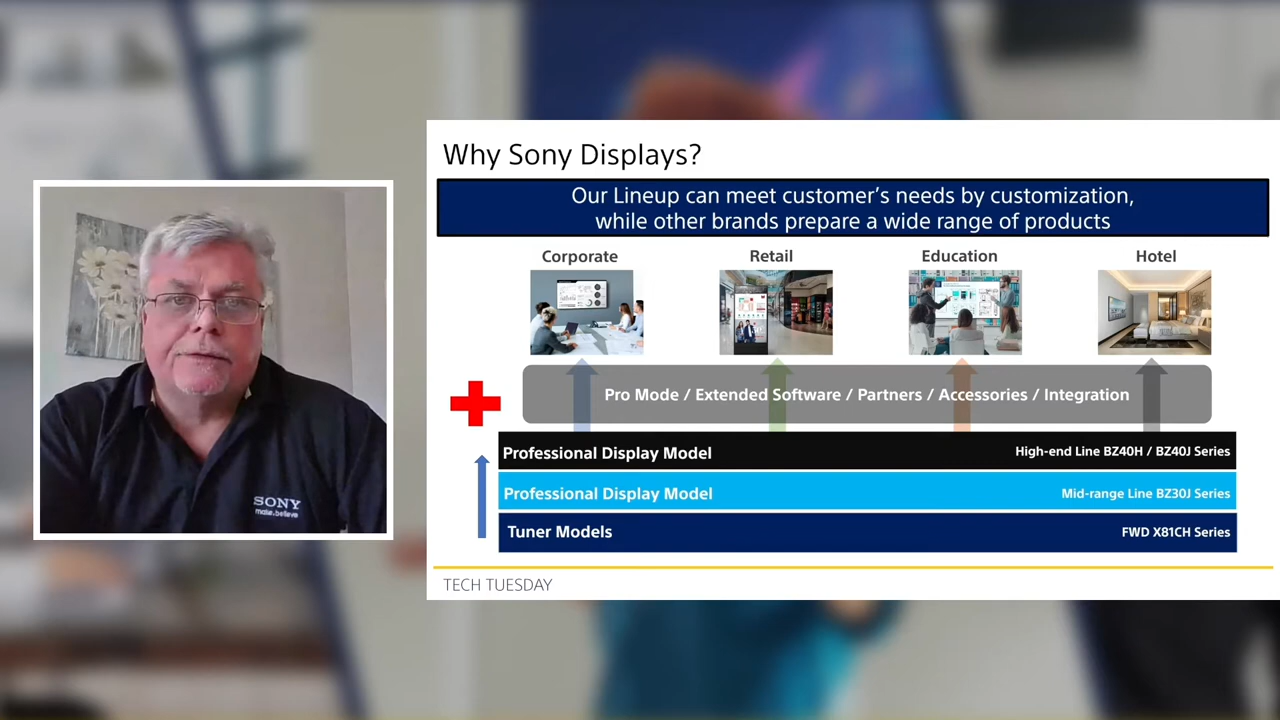 Why Sony Displays?
Our Lineup can meet customer's needs by customization,
while other brands prepare a wide range of products
Corporate
Retail
Education
Hotel
Pro Mode / Extended Software / Partners / Accessories / Integration
Professional Display Model
High-end Line BZ40H / BZ40J Series
Professional Display Model
Mid-range Line BZ30J Series
Tuner Models
FWD X81CH Series
TECH TUESDAY
SONY
make.believe